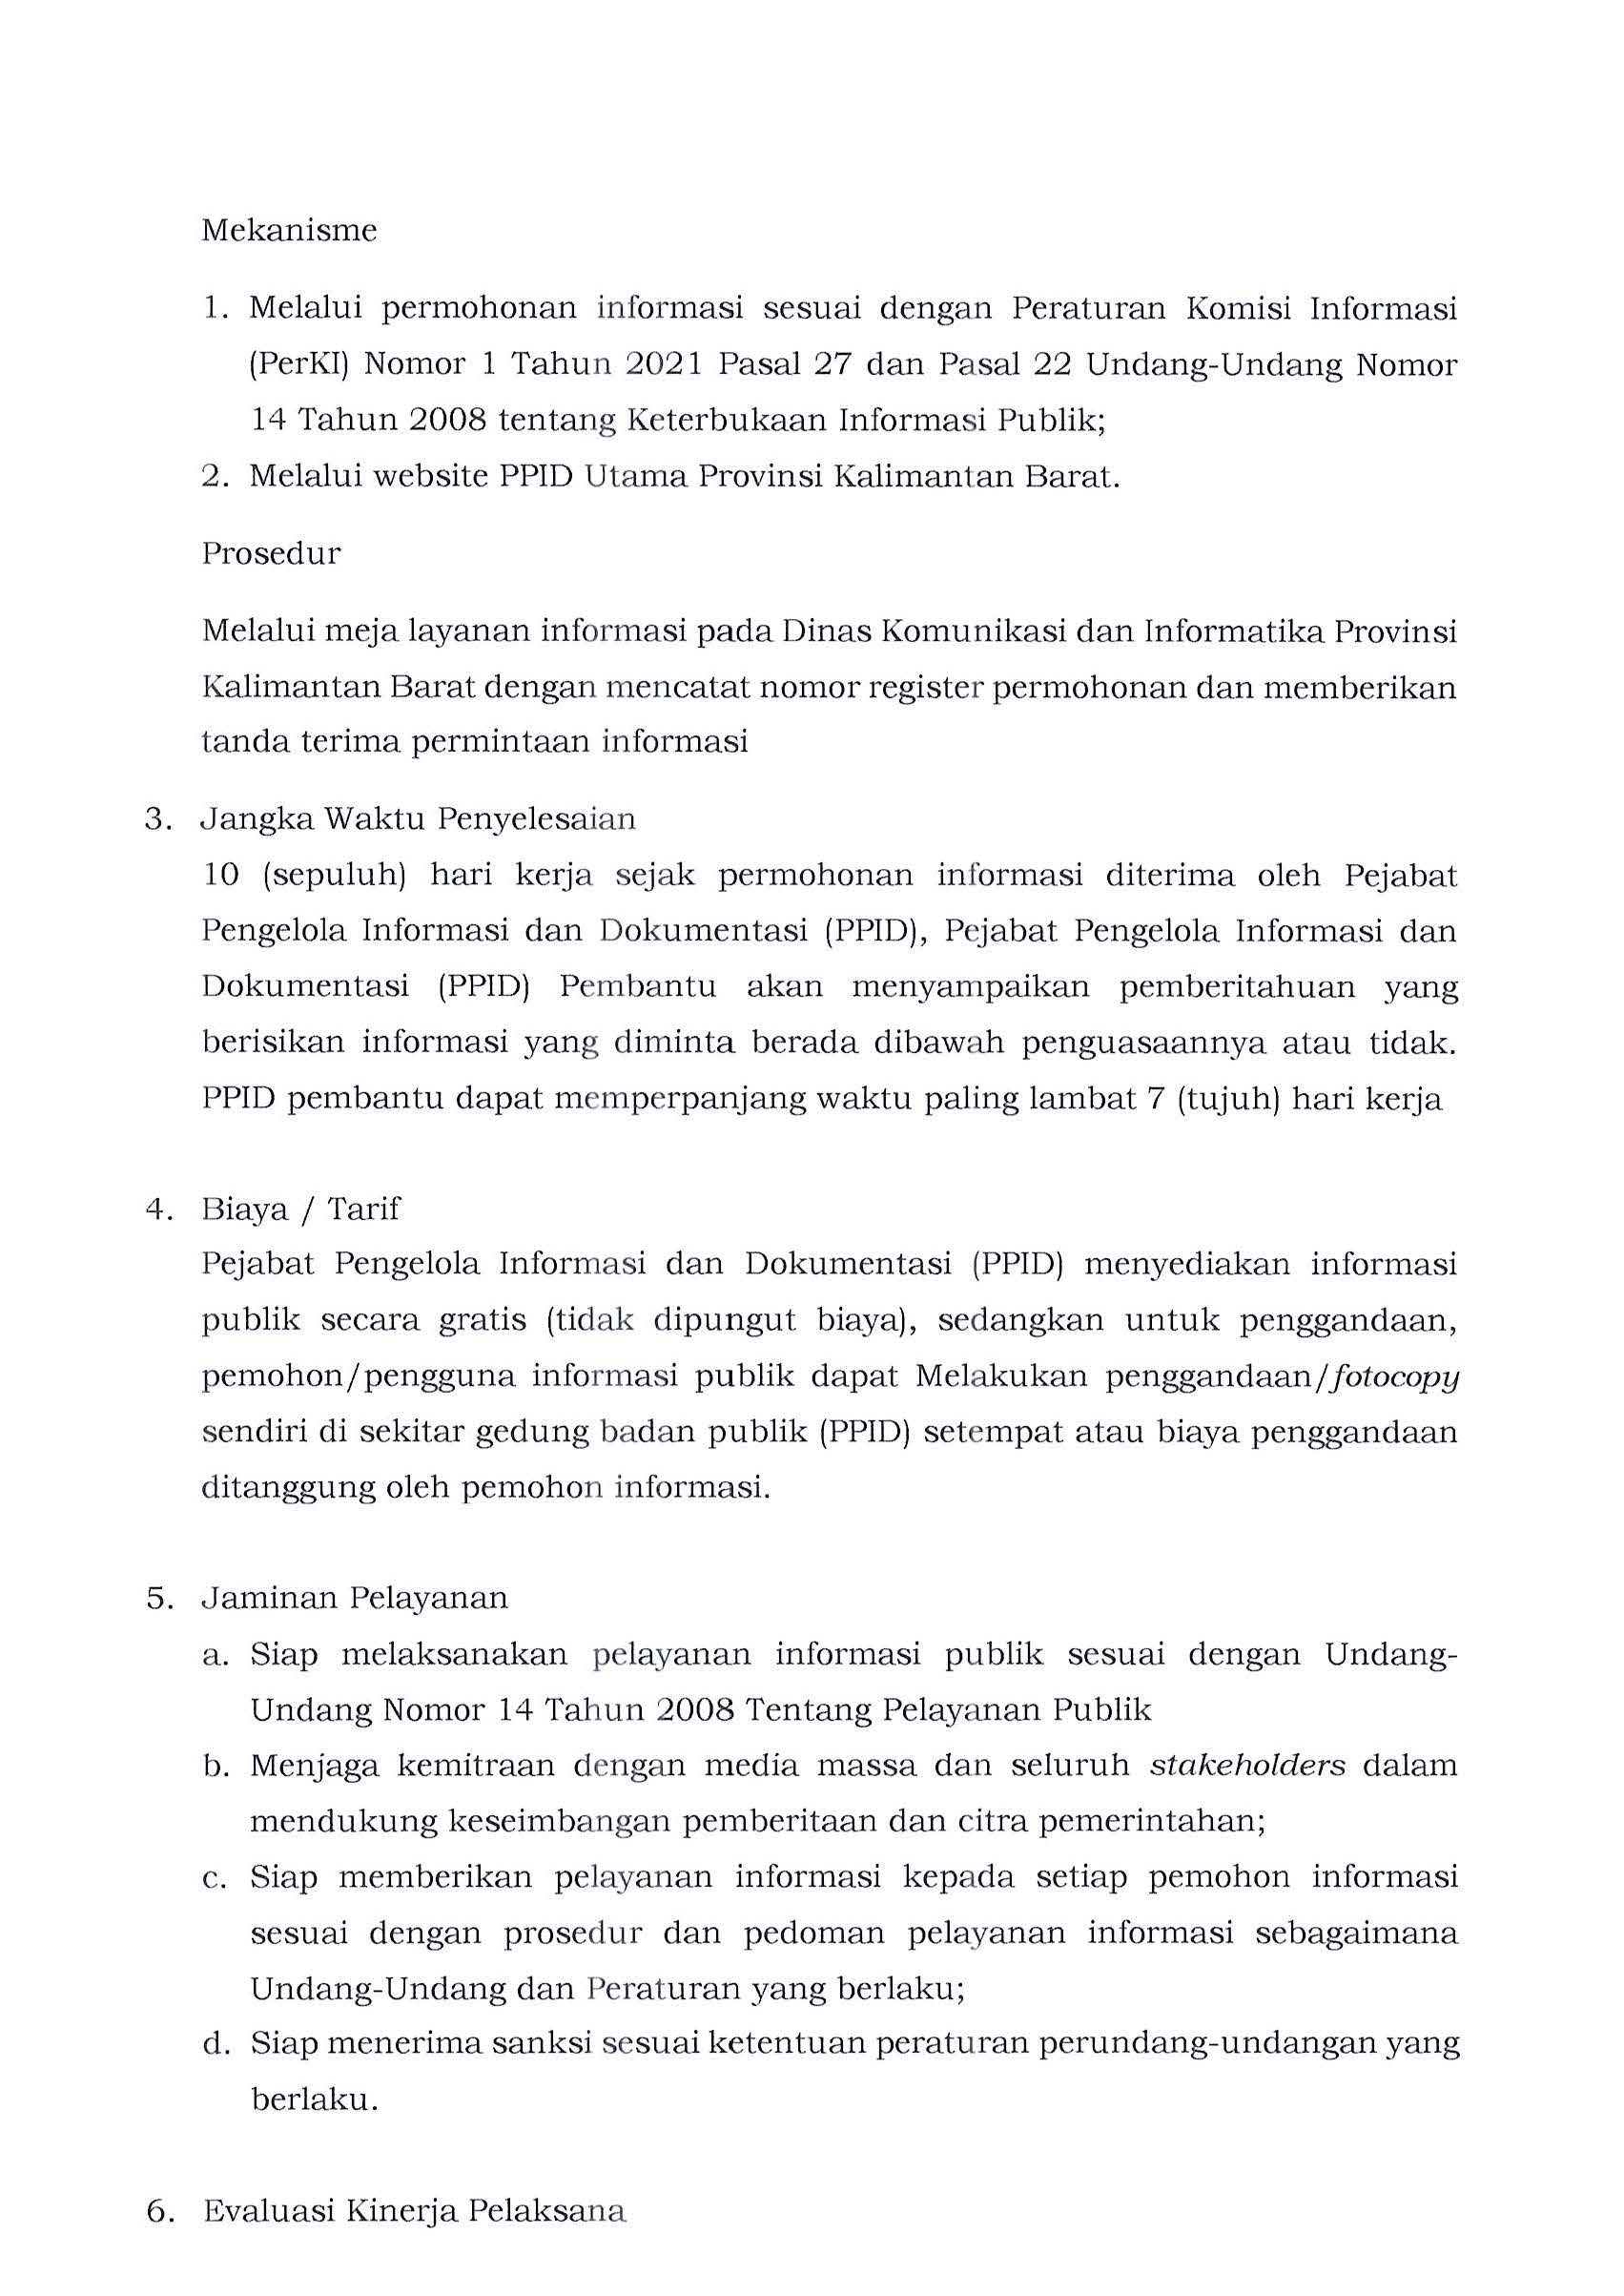 Mekanisme
1. Melalui permohonan informasi sesuai dengan Peraturan Komisi Informasi
(PerKI) Nomor 1 Tahun 2021 Pasal 27 dan Pasal 22 Undang-Undang Nomor
14 Tahun 2008 tentang Keterbukaan Informasi Publik;
2. Melalui website PPID Utama Provinsi Kalimantan Barat.
Prosedur
Melalui meja layanan informasi pada Dinas Komunikasi dan Informatika Provinsi
Kalimantan Barat dengan mencatat nomor register permohonan dan memberikan
tanda terima permintaan informasi
3. Jangka Waktu Penyelesaian
10 (sepuluh) hari kerja sejak permohonan informasi diterima oleh Pejabat
Pengelola Informasi dan Dokumentasi (PPID), Pejabat Pengelola Informasi dan
Dokumentasi (PPID) Pembantu akan menyampaikan pemberitahuan yang
berisikan informasi yang diminta berada dibawah penguasaannya atau tidak.
PPID pembantu dapat memperpanjang waktu paling lambat 7 (tujuh) hari kerja
4. Biaya / Tarif
Pejabat Pengelola Informasi dan Dokumentasi (PPID) menyediakan informasi
publik secara gratis (tidak dipungut biaya), sedangkan untuk penggandaan,
pemohon/pengguna informasi publik dapat Melakukan penggandaan/fotocopy
sendiri di sekitar gedung badan publik (PPID) setempat atau biaya penggandaan
ditanggung oleh pemohon informasi.
5. Jaminan Pelayanan
a. Siap melaksanakan pelayanan informasi publik sesuai dengan Undang-
Undang Nomor 14 Tahun 2008 Tentang Pelayanan Publik
b. Menjaga kemitraan dengan media massa dan seluruh stakeholders dalam
mendukung keseimbangan pemberitaan dan citra pemerintahan;
c. Siap memberikan pelayanan informasi kepada setiap pemohon informasi
sesuai dengan prosedur dan pedoman pelayanan informasi sebagaimana
Undang-Undang dan Peraturan yang berlaku;
d. Siap menerima sanksi sesuai ketentuan peraturan perundang-undangan yang
berlaku.
6. Evaluasi Kinerja Pelaksana